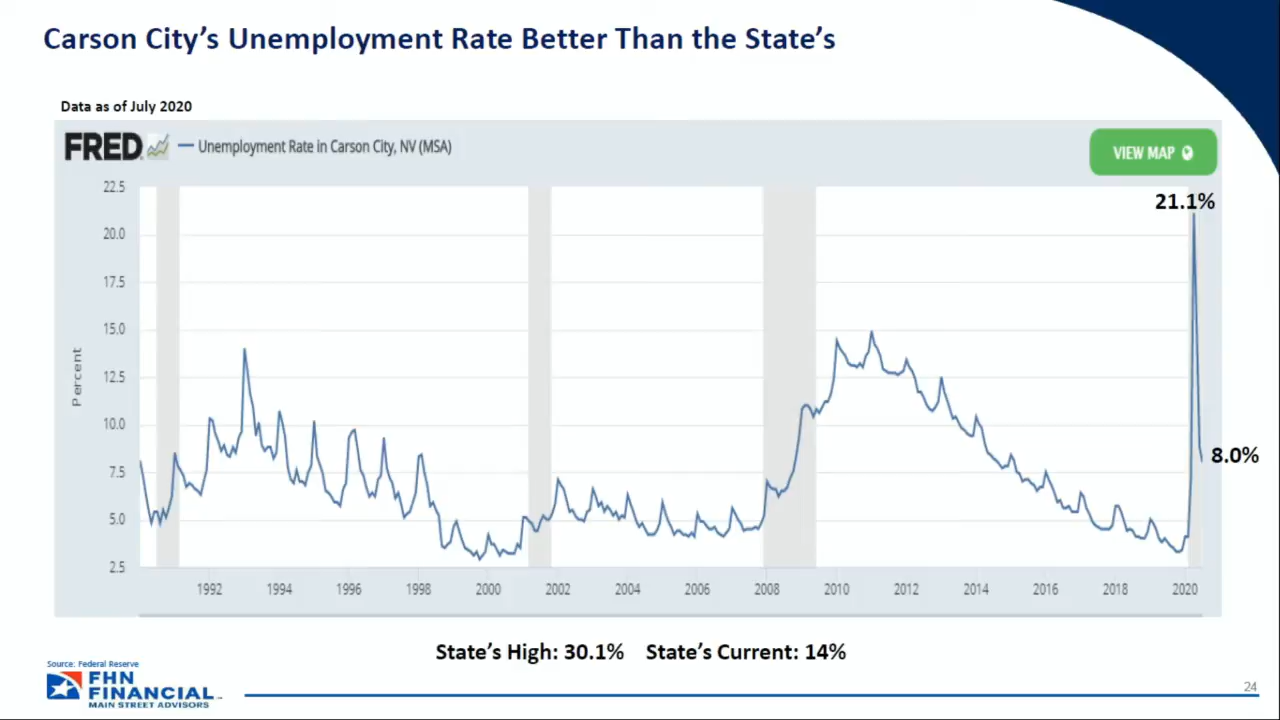 Carson City's Unemployment Rate Better Than the State's
Data as of July 2020
FRED
Unemployment Rate in Carson City, NV (MSA)
VIEW MAP
21.1%
22.5
20.0
17.5
15.0
12.5
10.0
7.5
5.0
2.5
Percent
8.0%
1992 1994 1996 1998 2000 2002 2004 2006 2008 2010 2012 2014 2016 2018 2020
State's High: 30.1% State's Current: 14%
Source: Federal Reserve
FHN
FINANCIAL
MAIN STREET ADVISORS
24